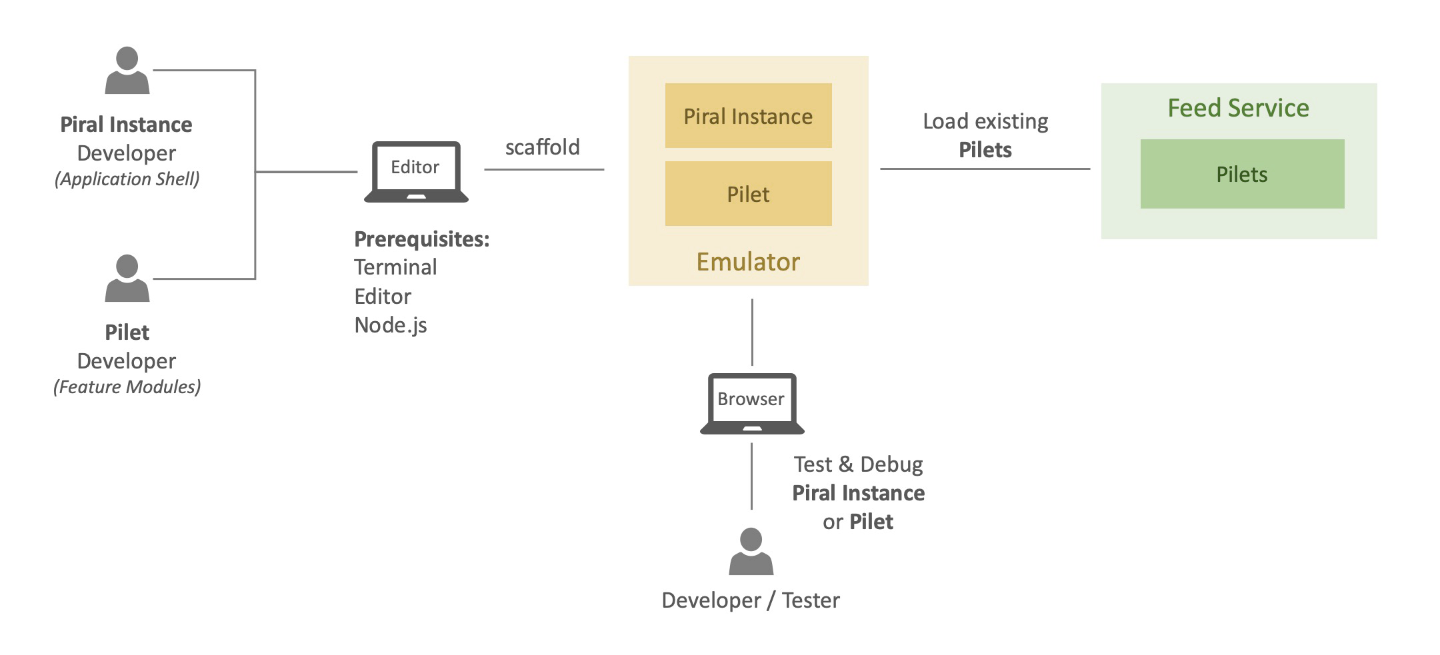 Piral Instance
Developer
(Application Shell)
Pilet
Developer
(Feature Modules)
Editor
Prerequisites:
Terminal
Editor
Node.js
scaffold
Piral Instance
Pilet
Emulator
Load existing
Pilets
Feed Service
Pilets
Browser
Test & Debug
Piral Instance
or Pilet
Developer / Tester